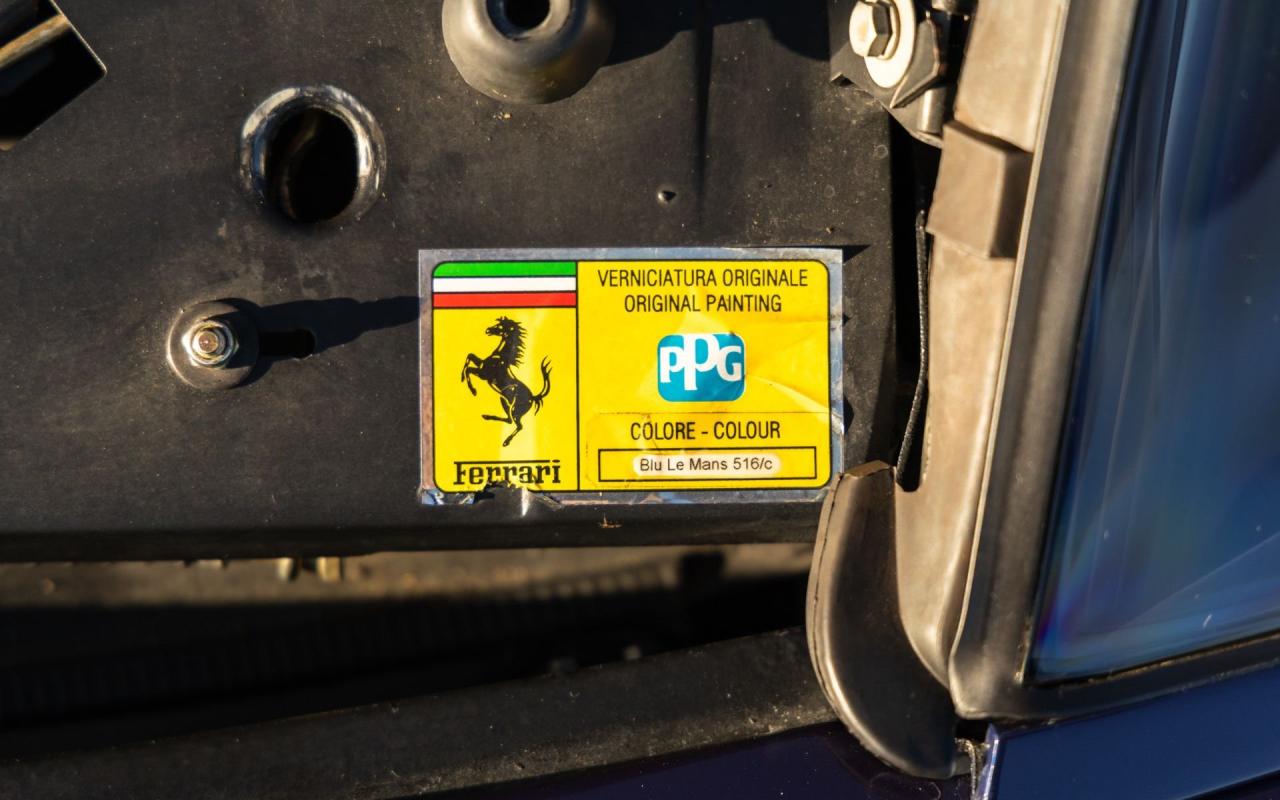 VERNICIATURA ORIGINALE
ORIGINAL PAINTING
PPG
COLORE - COLOUR
Blu Le Mans 516/c
Ferrari